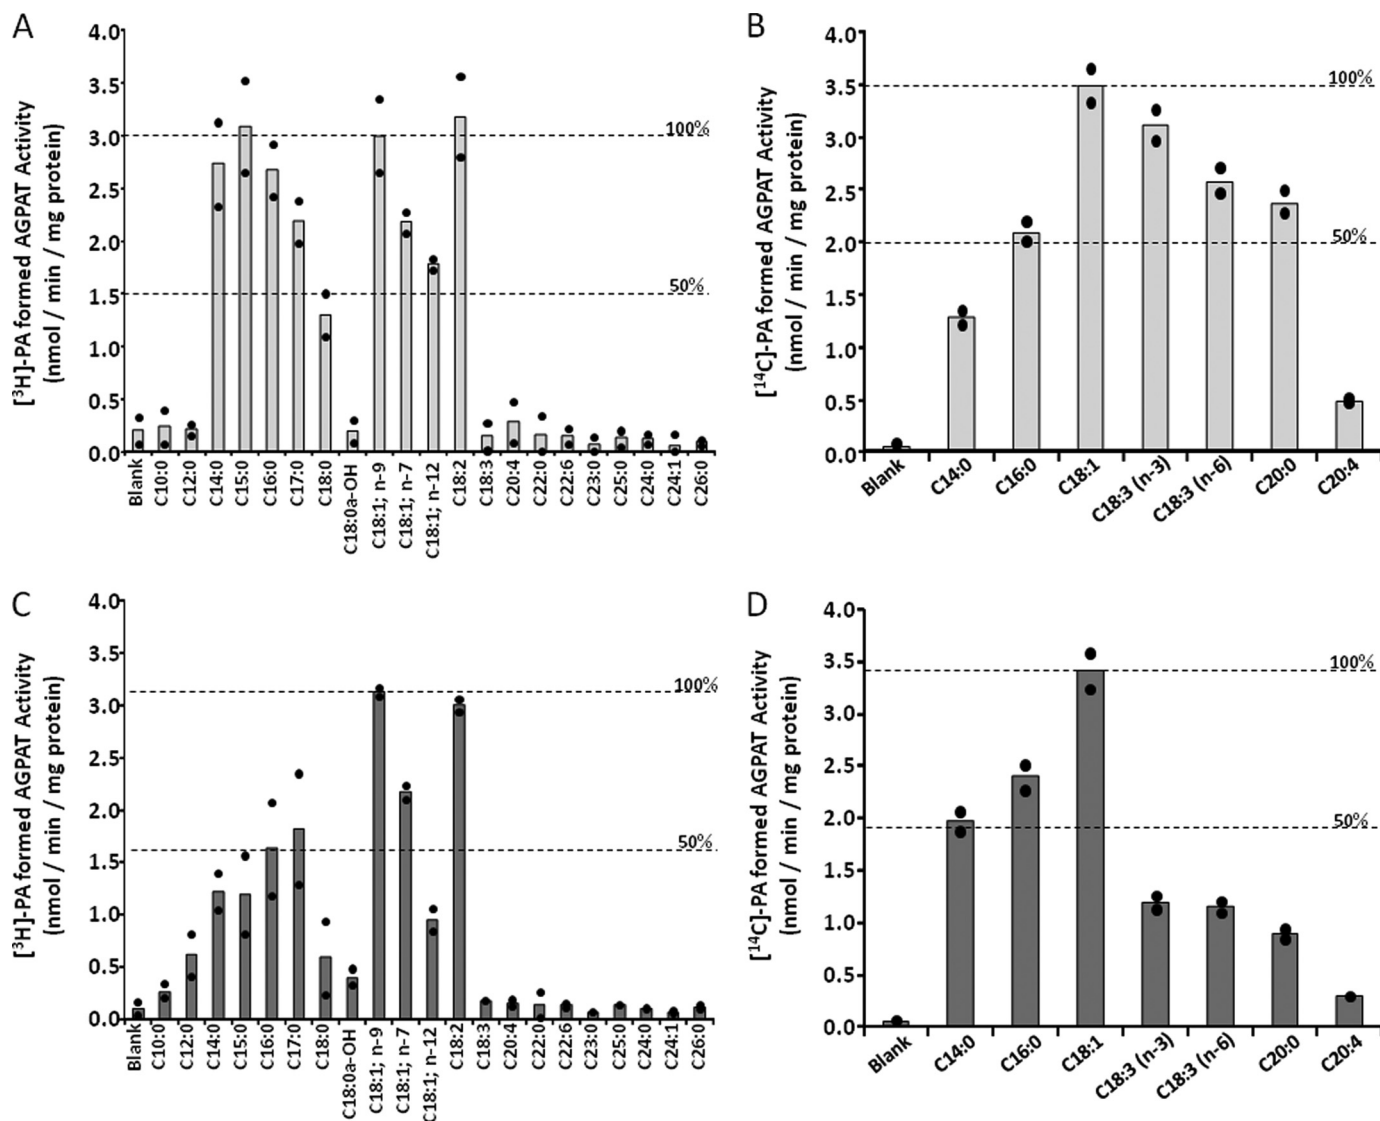 A
[³H]-PA formed AGPAT Activity
(nmol / min / mg protein)
4.0
3.5
3.0
2.5
2.0
1.5
1.0
0.5
0.0
100%
50%
Blank
C10:0
C12:0
C14:0
C15:0
C16:0
C17:0
C18:0
C18:0a-OH
C18:1; n-9
C18:1; n-7
C18:1; n-12
C18:2
C18:3
C20:4
C22:0
C22:6
C23:0
C25:0
C24:0
C24:1
C26:0
B
[¹⁴C]-PA formed AGPAT Activity
(nmol / min / mg protein)
4.0
3.5
3.0
2.5
2.0
1.5
1.0
0.5
0.0
100%
50%
Blank
C14:0
C16:0
C18:1
C18:3 (n-3)
C18:3 (n-6)
C20:0
C20:4
C
[³H]-PA formed AGPAT Activity
(nmol / min / mg protein)
4.0
3.5
3.0
2.5
2.0
1.5
1.0
0.5
0.0
100%
50%
Blank
C10:0
C12:0
C14:0
C15:0
C16:0
C17:0
C18:0
C18:0a-OH
C18:1; n-9
C18:1; n-7
C18:1; n-12
C18:2
C18:3
C20:4
C22:0
C22:6
C23:0
C25:0
C24:0
C24:1
C26:0
D
[¹⁴C]-PA formed AGPAT Activity
(nmol / min / mg protein)
4.0
3.5
3.0
2.5
2.0
1.5
1.0
0.5
0.0
100%
50%
Blank
C14:0
C16:0
C18:1
C18:3 (n-3)
C18:3 (n-6)
C20:0
C20:4